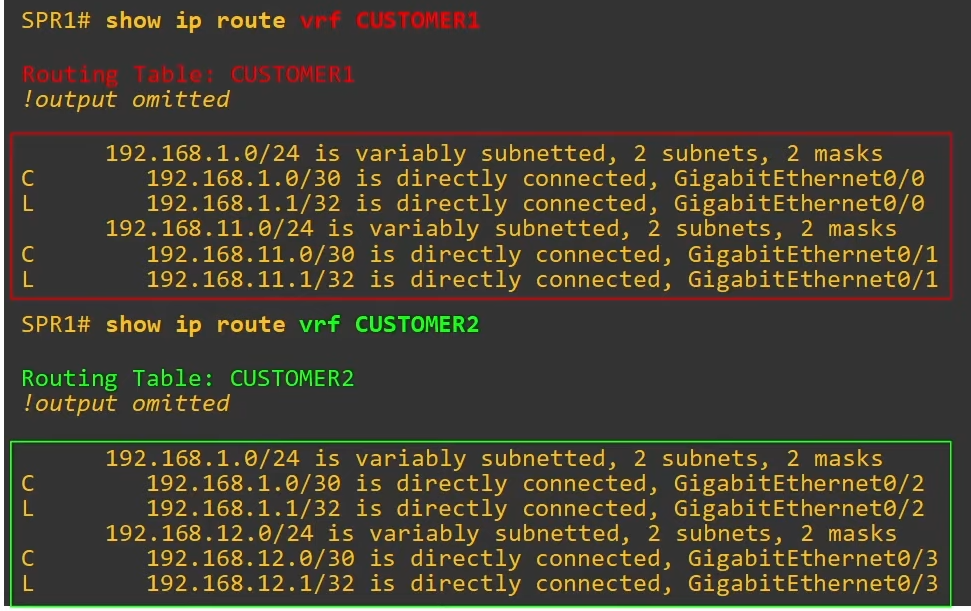 SPR1# show ip route vrf CUSTOMER1
Routing Table: CUSTOMER1
!output omitted
192.168.1.0/24 is variably subnetted, 2 subnets, 2 masks
C 192.168.1.0/30 is directly connected, GigabitEthernet0/0
L 192.168.1.1/32 is directly connected, GigabitEthernet0/0
192.168.11.0/24 is variably subnetted, 2 subnets, 2 masks
C 192.168.11.0/30 is directly connected, GigabitEthernet0/1
L 192.168.11.1/32 is directly connected, GigabitEthernet0/1
SPR1# show ip route vrf CUSTOMER2
Routing Table: CUSTOMER2
!output omitted
192.168.1.0/24 is variably subnetted, 2 subnets, 2 masks
C 192.168.1.0/30 is directly connected, GigabitEthernet0/2
L 192.168.1.1/32 is directly connected, GigabitEthernet0/2
192.168.12.0/24 is variably subnetted, 2 subnets, 2 masks
C 192.168.12.0/30 is directly connected, GigabitEthernet0/3
L 192.168.12.1/32 is directly connected, GigabitEthernet0/3